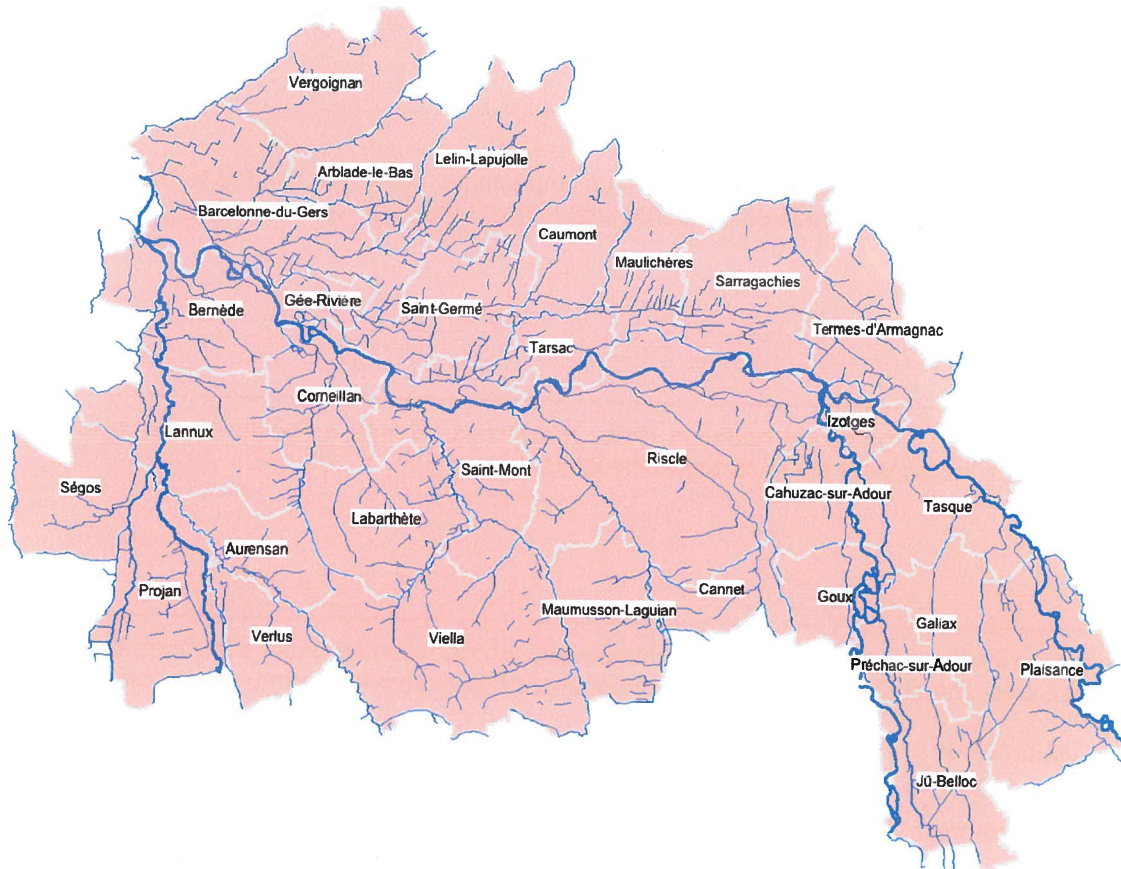 Vergoignan
Lelin-Lapujolle
Arblade-le-Bas
Barcelonne-du-Gers
Caumont
Maulichères
Sarragachies
Gée-Rivière
Bernède
Saint-Germé
Termes-d'Armagnac
Tarsac
Corneillan
Izotges
Lannux
Riscle
Saint-Mont
Ségos
Cahuzac-sur-Adour
Tasque
Labarthète
Aurensan
Projan
Cannet
Goux
Maumusson-Laguian
Galiax
Verlus
Viella
Préchac-sur-Adour
Plaisance
Jû-Belloc